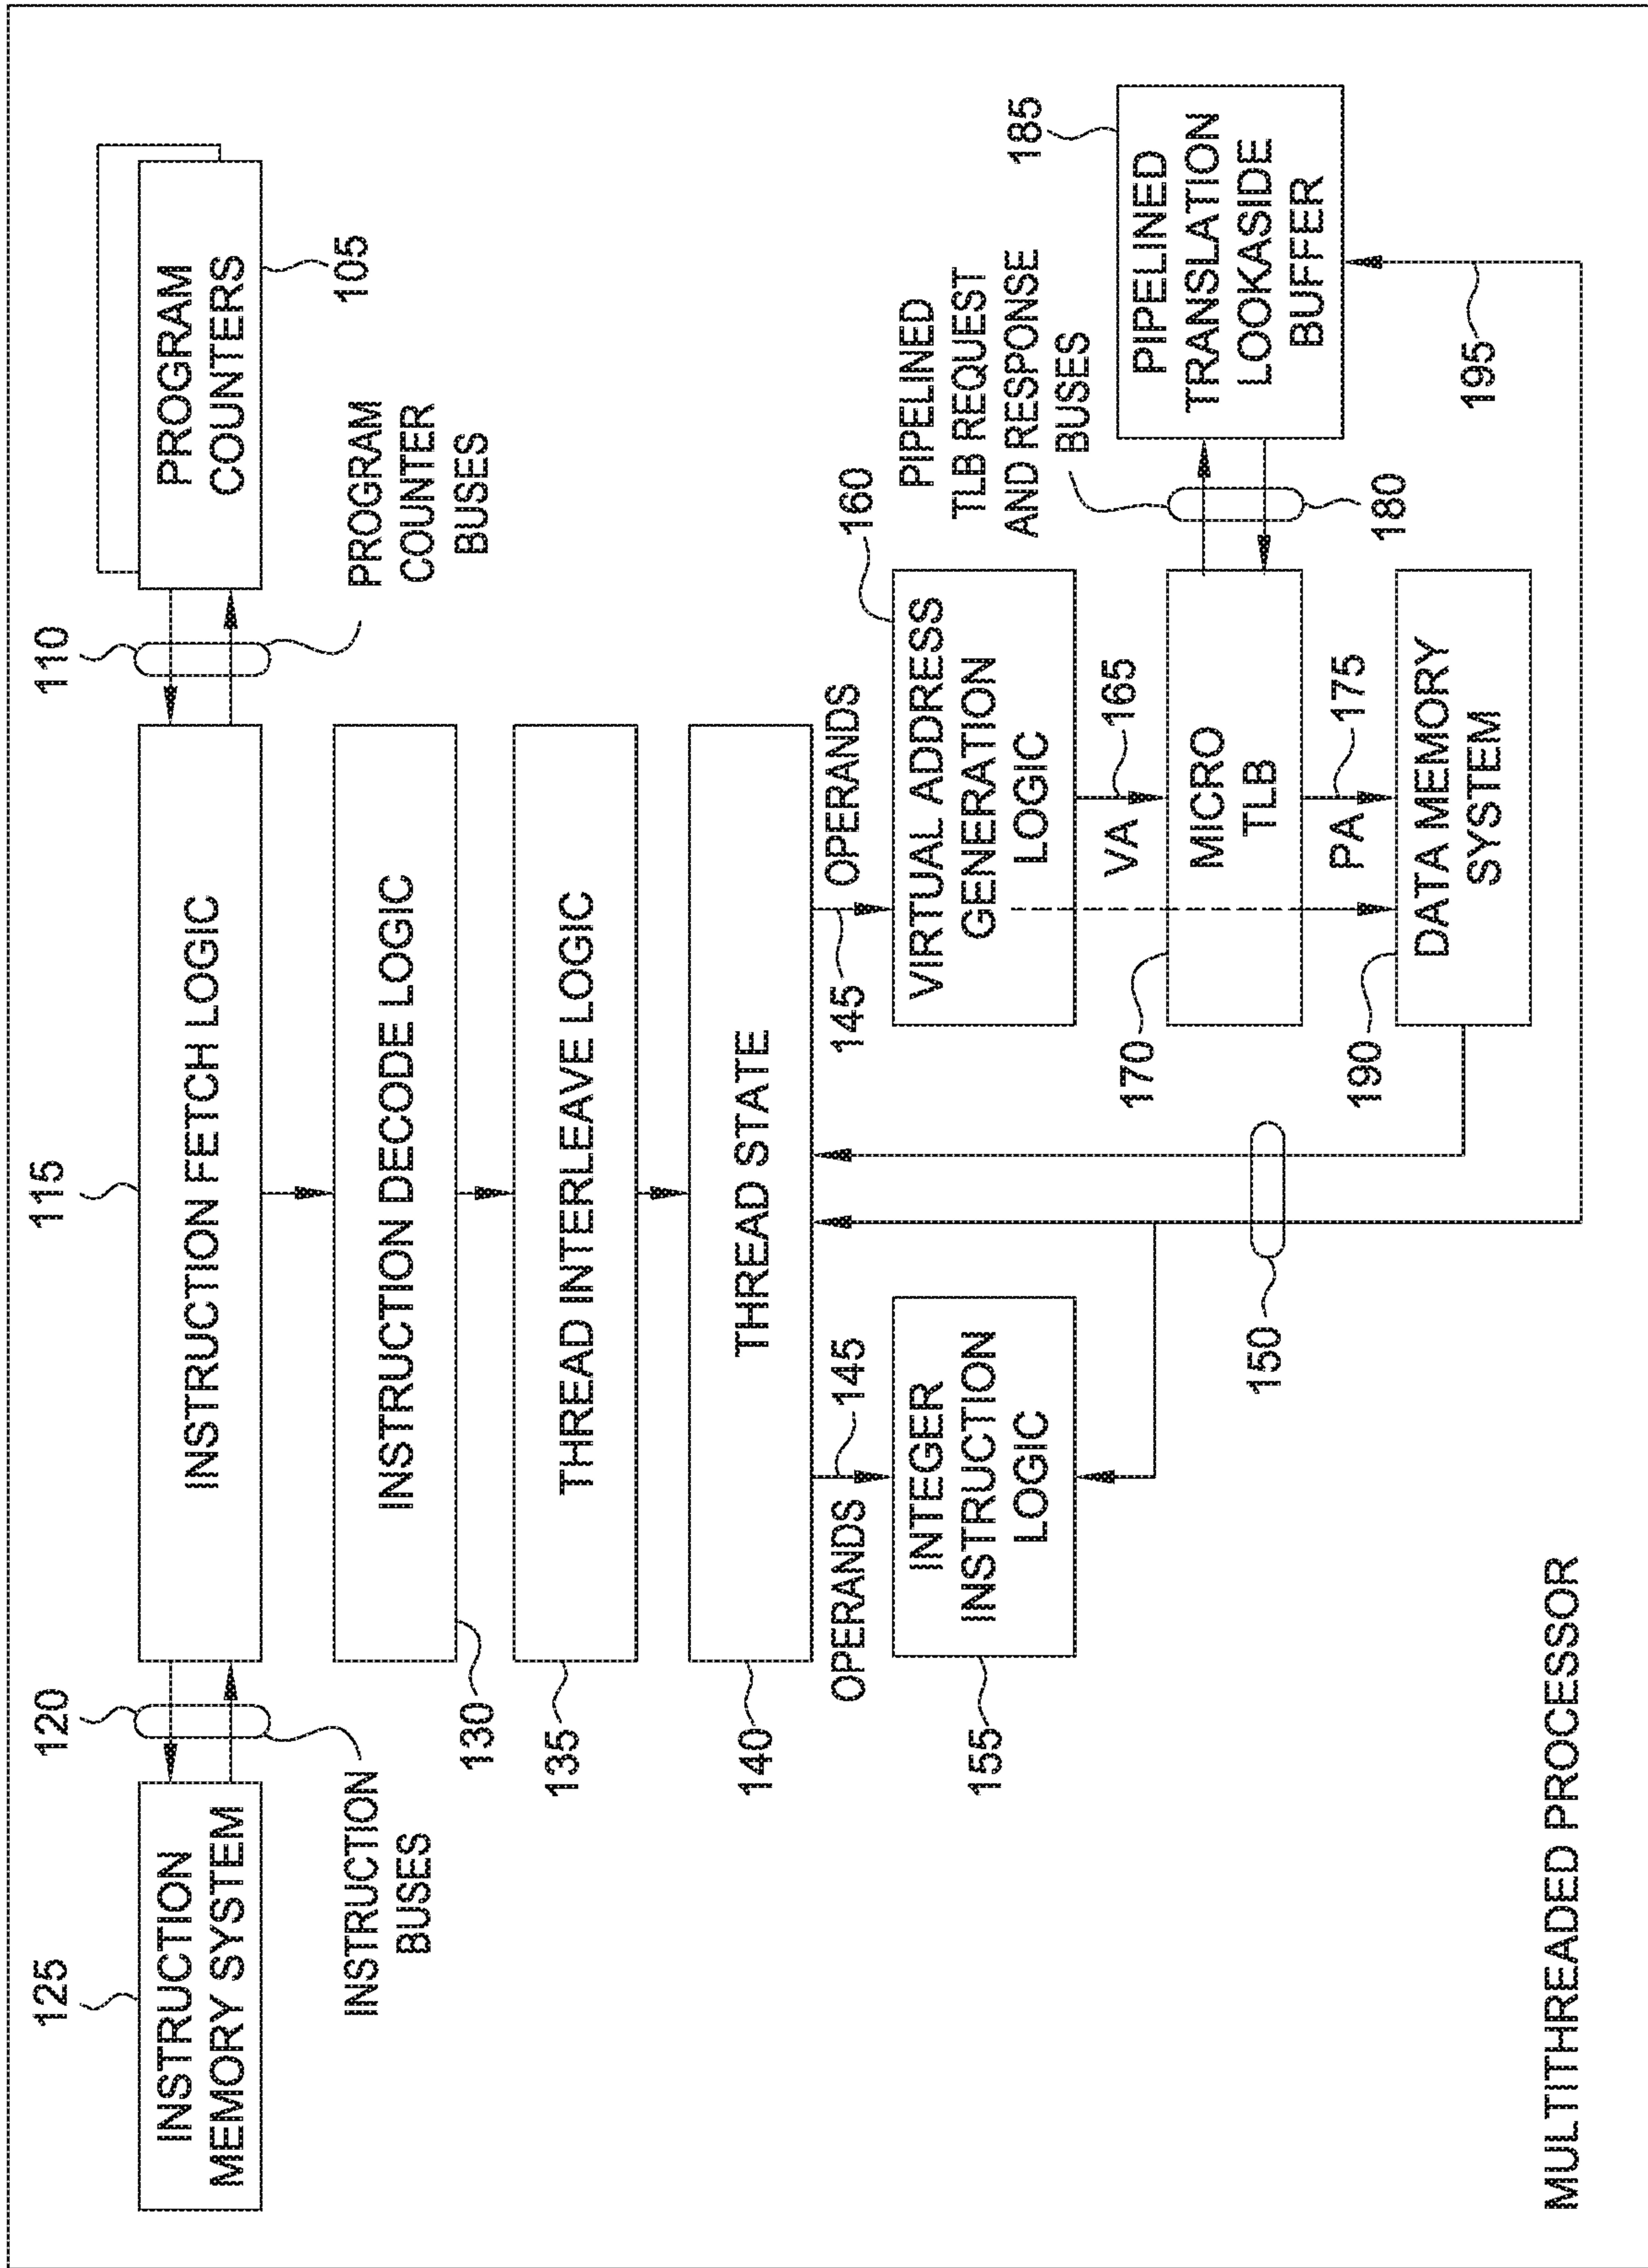 125
INSTRUCTION
MEMORY SYSTEM
120
INSTRUCTION
BUSES
115
INSTRUCTION FETCH LOGIC
110
PROGRAM
COUNTERS
105
PROGRAM
COUNTER
BUSES
INSTRUCTION DECODE LOGIC
130
THREAD INTERLEAVE LOGIC
135
THREAD STATE
140
OPERANDS
145
145
OPERANDS
INTEGER
INSTRUCTION
LOGIC
155
VIRTUAL ADDRESS
GENERATION
LOGIC
160
PIPELINED
TLB REQUEST
AND RESPONSE
BUSES
185
PIPELINED
TRANSLATION
LOOKASIDE
BUFFER
VA
165
170
MICRO
TLB
180
PA
175
190
DATA MEMORY
SYSTEM
150
195
MULTITHREADED PROCESSOR